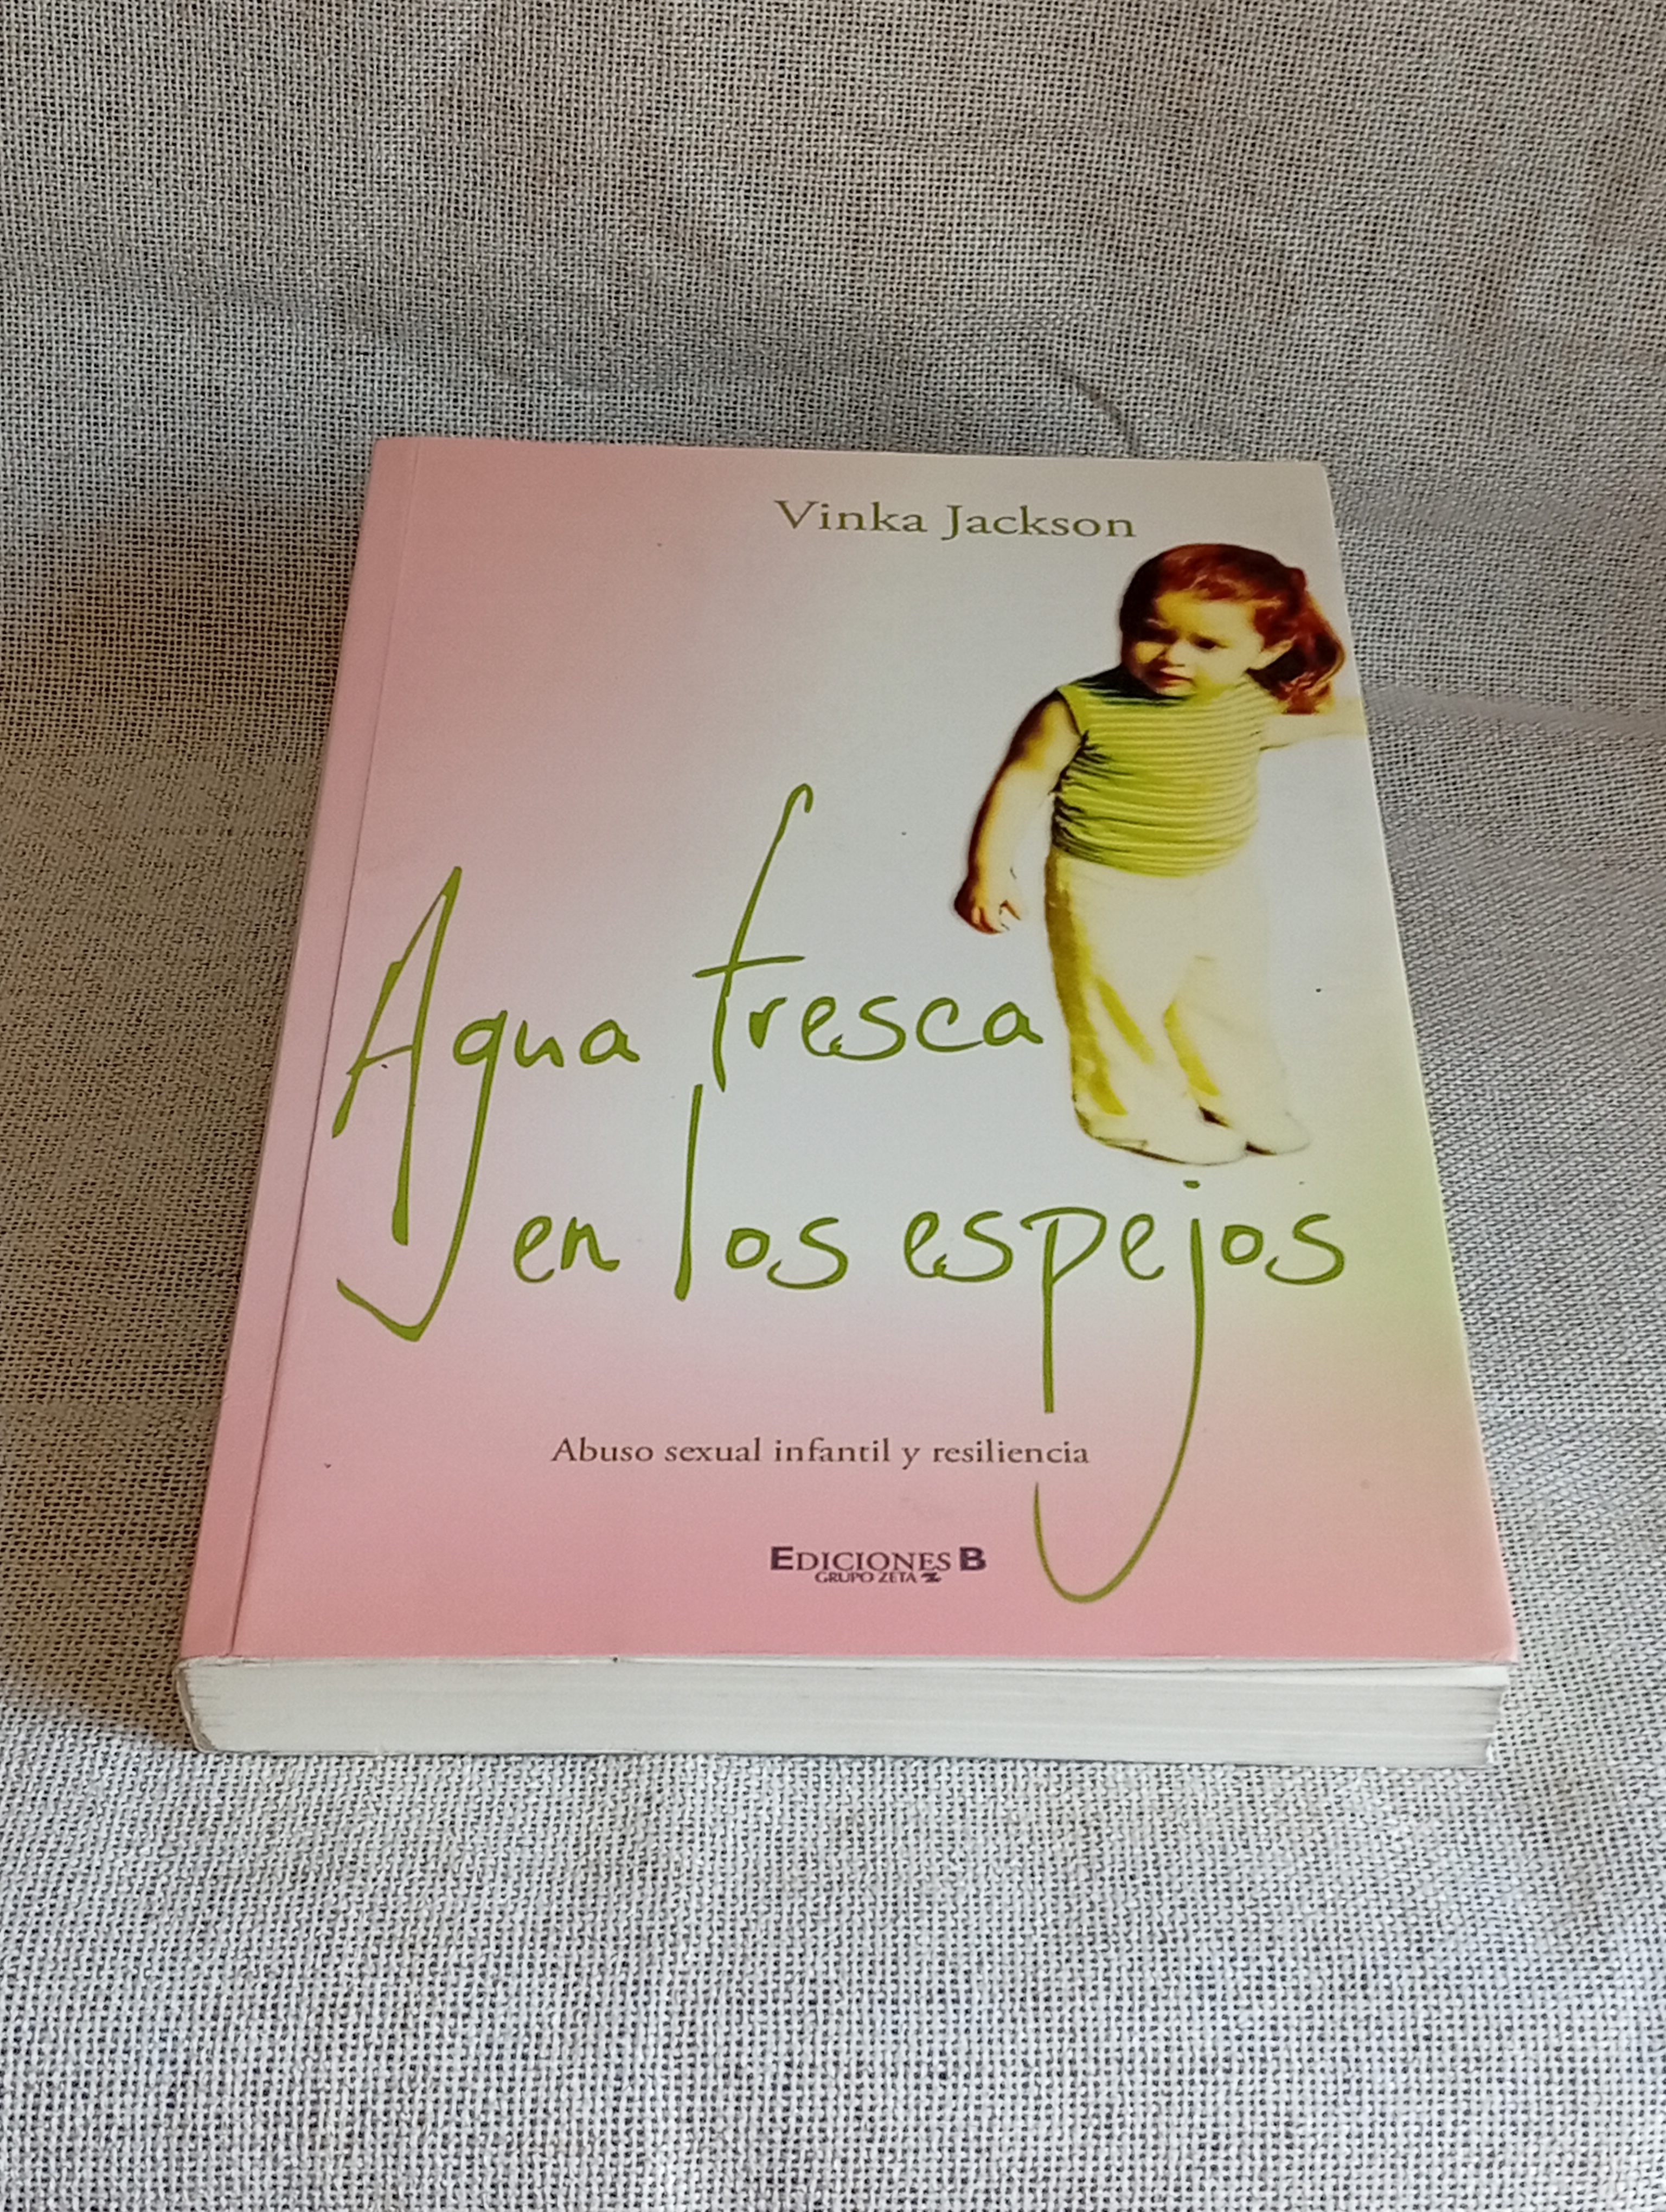 Vinka Jackson
Agua fresca
en los espejos
Abuso sexual infantil y resiliencia
EDICIONES B
GRUPO ZETA